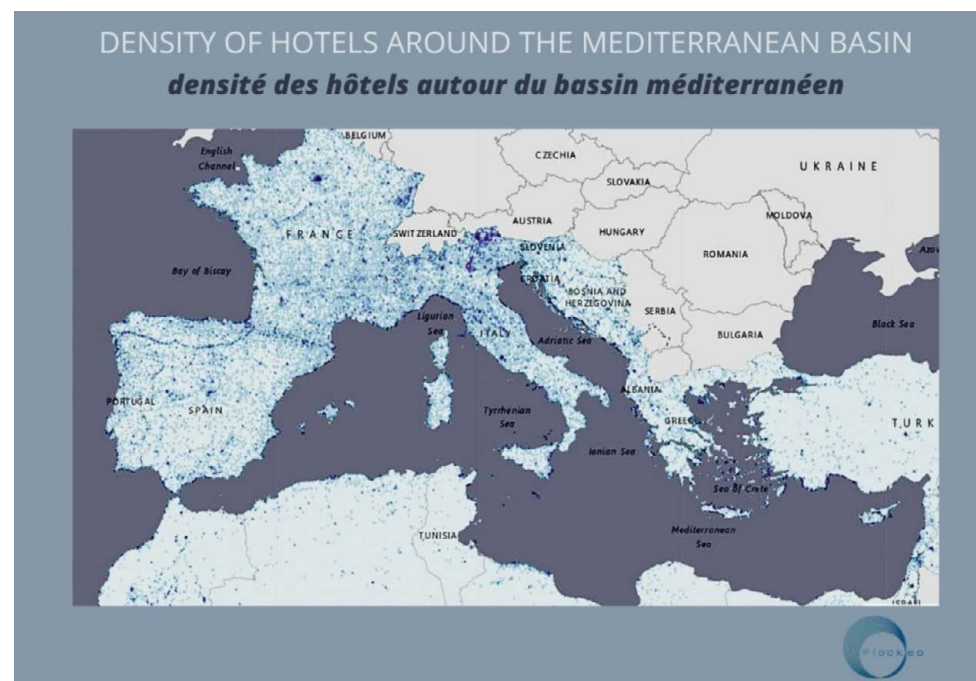 DENSITY OF HOTELS AROUND THE MEDITERRANEAN BASIN
densité des hôtels autour du bassin méditerranéen
BELGIUM
English
Channel
CZECHIA
UKRAINE
SLOVAKIA
MOLDOVA
AUSTRIA
FRANCE
SWITZERLAND
HUNGARY
SLOVENIA
ROMANIA
Azov
Bay of Biscay
CROATIA
BOSNIA AND
HERZEGOVINA
SERBIA
Ligurian
Sea
ITALY
Adriatic Sea
BULGARIA
Black Sea
ALBANIA
PORTUGAL
SPAIN
Tyrrhenian
Sea
GREECE
TURK
Ionian Sea
Sea of Crete
Mediterranean
Sea
TUNISIA
ISRAEL
Flockeo